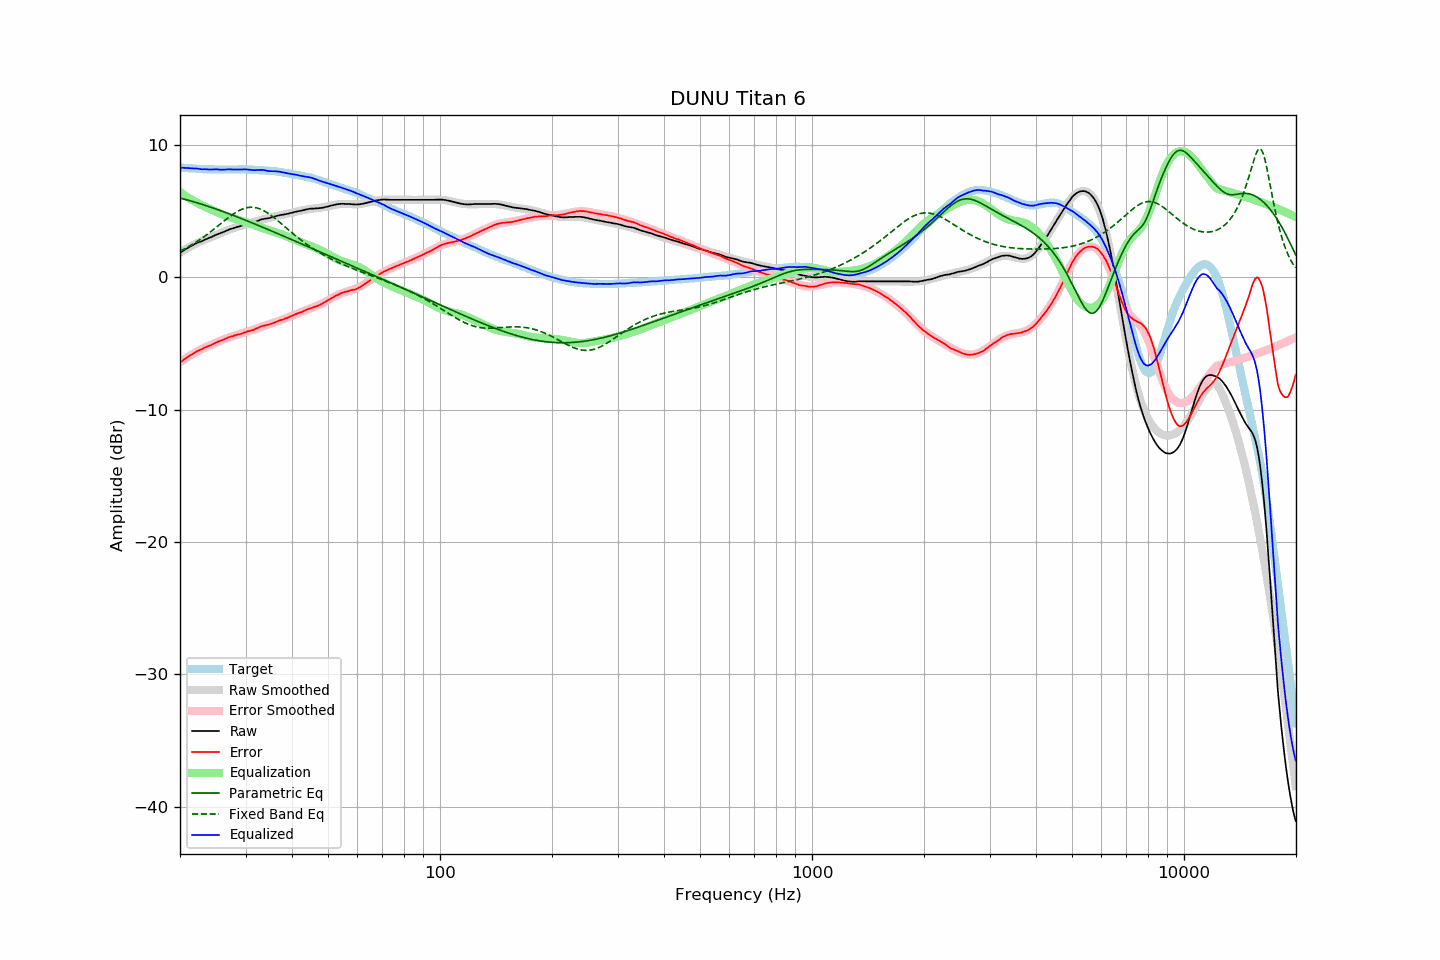 DUNU Titan 6
10
0
−10
−20
−30
−40
Amplitude (dBr)
Target
Raw Smoothed
Error Smoothed
Raw
Error
Equalization
Parametric Eq
Fixed Band Eq
Equalized
100
1000
10000
Frequency (Hz)